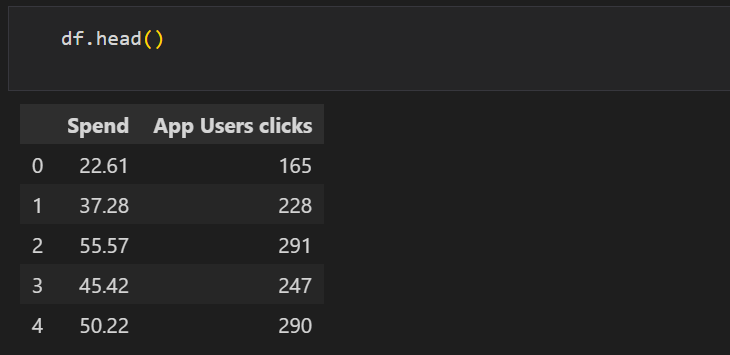 df.head()
Spend App Users clicks
0 22.61 165
1 37.28 228
2 55.57 291
3 45.42 247
4 50.22 290